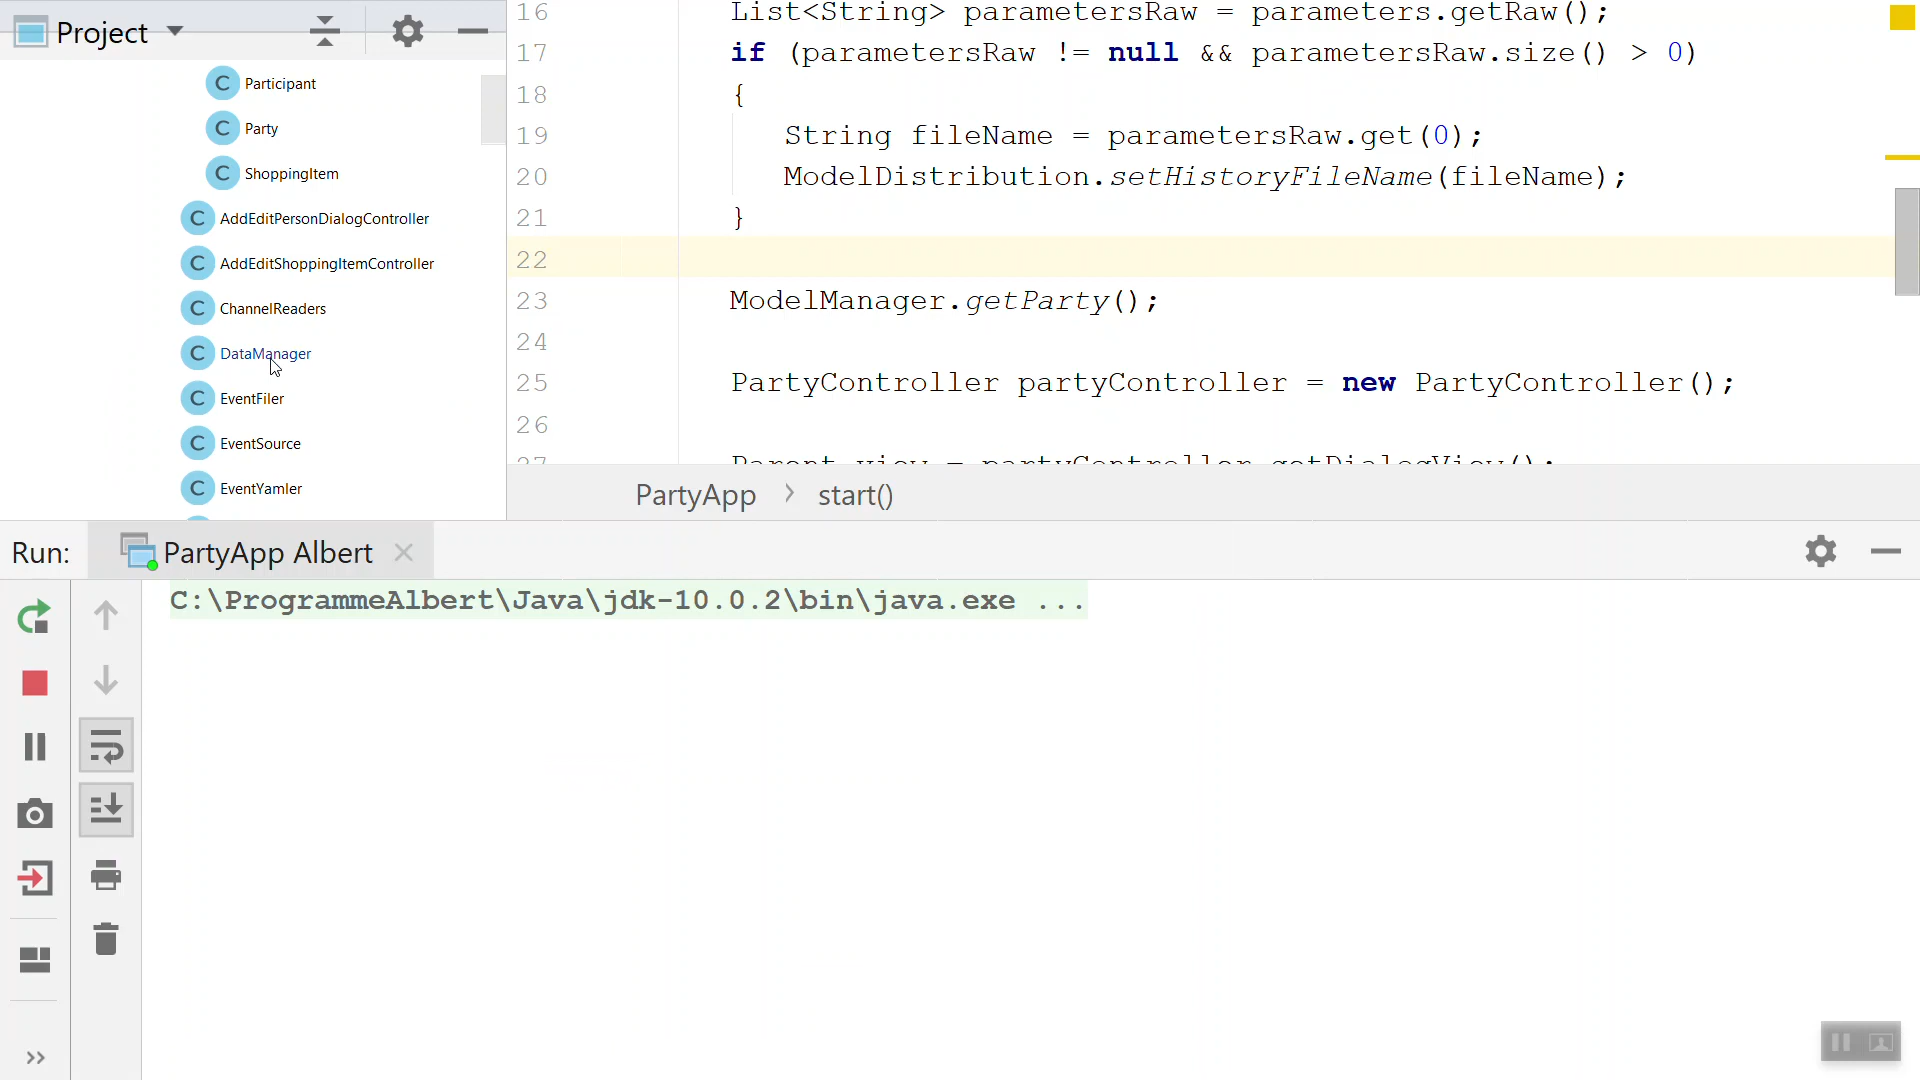 Project
C Participant
C Party
C ShoppingItem
C AddEditPersonDialogController
C AddEditShoppingItemController
C ChannelReaders
C DataManager
C EventFiler
C EventSource
C EventYamler
16 List<String> parametersRaw = parameters.getRaw();
17 if (parametersRaw != null && parametersRaw.size() > 0)
18 {
19 String fileName = parametersRaw.get(0);
20 ModelDistribution.setHistoryFileName(fileName);
21 }
22
23 ModelManager.getParty();
24
25 PartyController partyController = new PartyController();
26
27 Parent view = partyController.getDialogView();
PartyApp > start()
Run: PartyApp Albert
C:\ProgrammeAlbert\Java\jdk-10.0.2\bin\java.exe ...